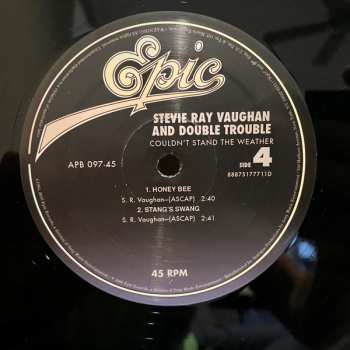 Epic
STEVIE RAY VAUGHAN
AND DOUBLE TROUBLE
COULDN'T STAND THE WEATHER
APB 097-45
SIDE 4
88875177711D
1. HONEY BEE
S. R. Vaughan—(ASCAP) 2:40
2. STANG'S SWANG
S. R. Vaughan—(ASCAP) 2:41
45 RPM